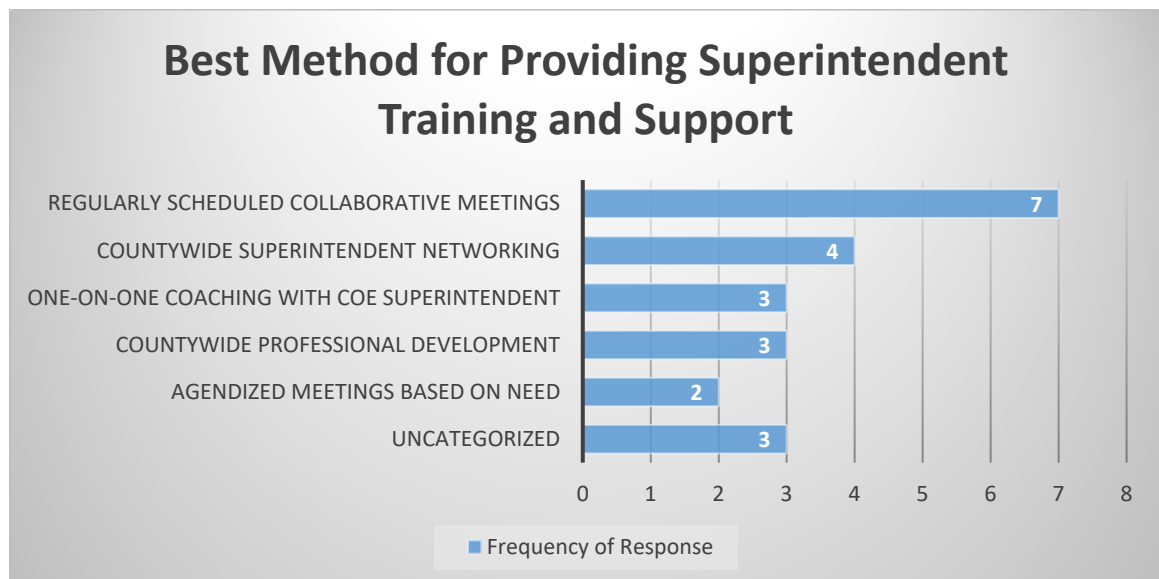 Best Method for Providing Superintendent
Training and Support
REGULARLY SCHEDULED COLLABORATIVE MEETINGS 7
COUNTYWIDE SUPERINTENDENT NETWORKING 4
ONE-ON-ONE COACHING WITH COE SUPERINTENDENT 3
COUNTYWIDE PROFESSIONAL DEVELOPMENT 3
AGENDIZED MEETINGS BASED ON NEED 2
UNCATEGORIZED 3
0 1 2 3 4 5 6 7 8
Frequency of Response